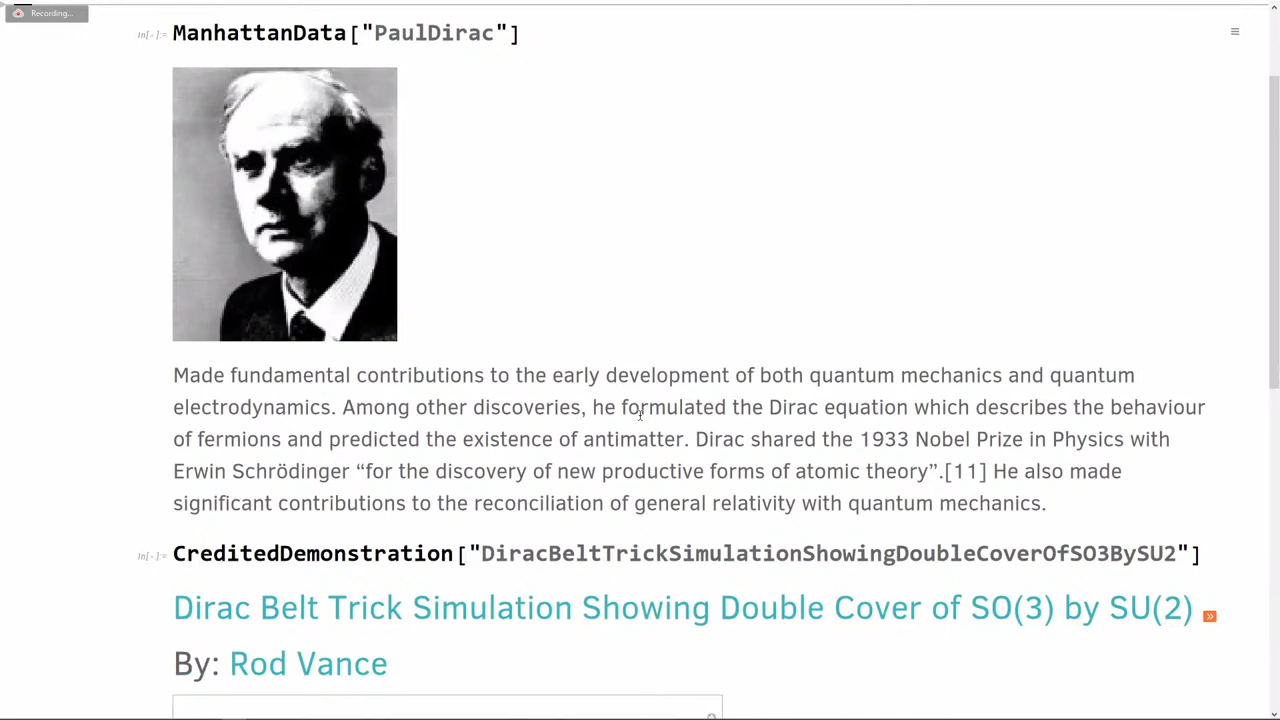 Recording...
In[-]:= ManhattanData["PaulDirac"]
Made fundamental contributions to the early development of both quantum mechanics and quantum
electrodynamics. Among other discoveries, he formulated the Dirac equation which describes the behaviour
of fermions and predicted the existence of antimatter. Dirac shared the 1933 Nobel Prize in Physics with
Erwin Schrödinger “for the discovery of new productive forms of atomic theory”.[11] He also made
significant contributions to the reconciliation of general relativity with quantum mechanics.
In[-]:= CreditedDemonstration["DiracBeltTrickSimulationShowingDoubleCoverOfSO3BySU2"]
Dirac Belt Trick Simulation Showing Double Cover of SO(3) by SU(2) »
By: Rod Vance